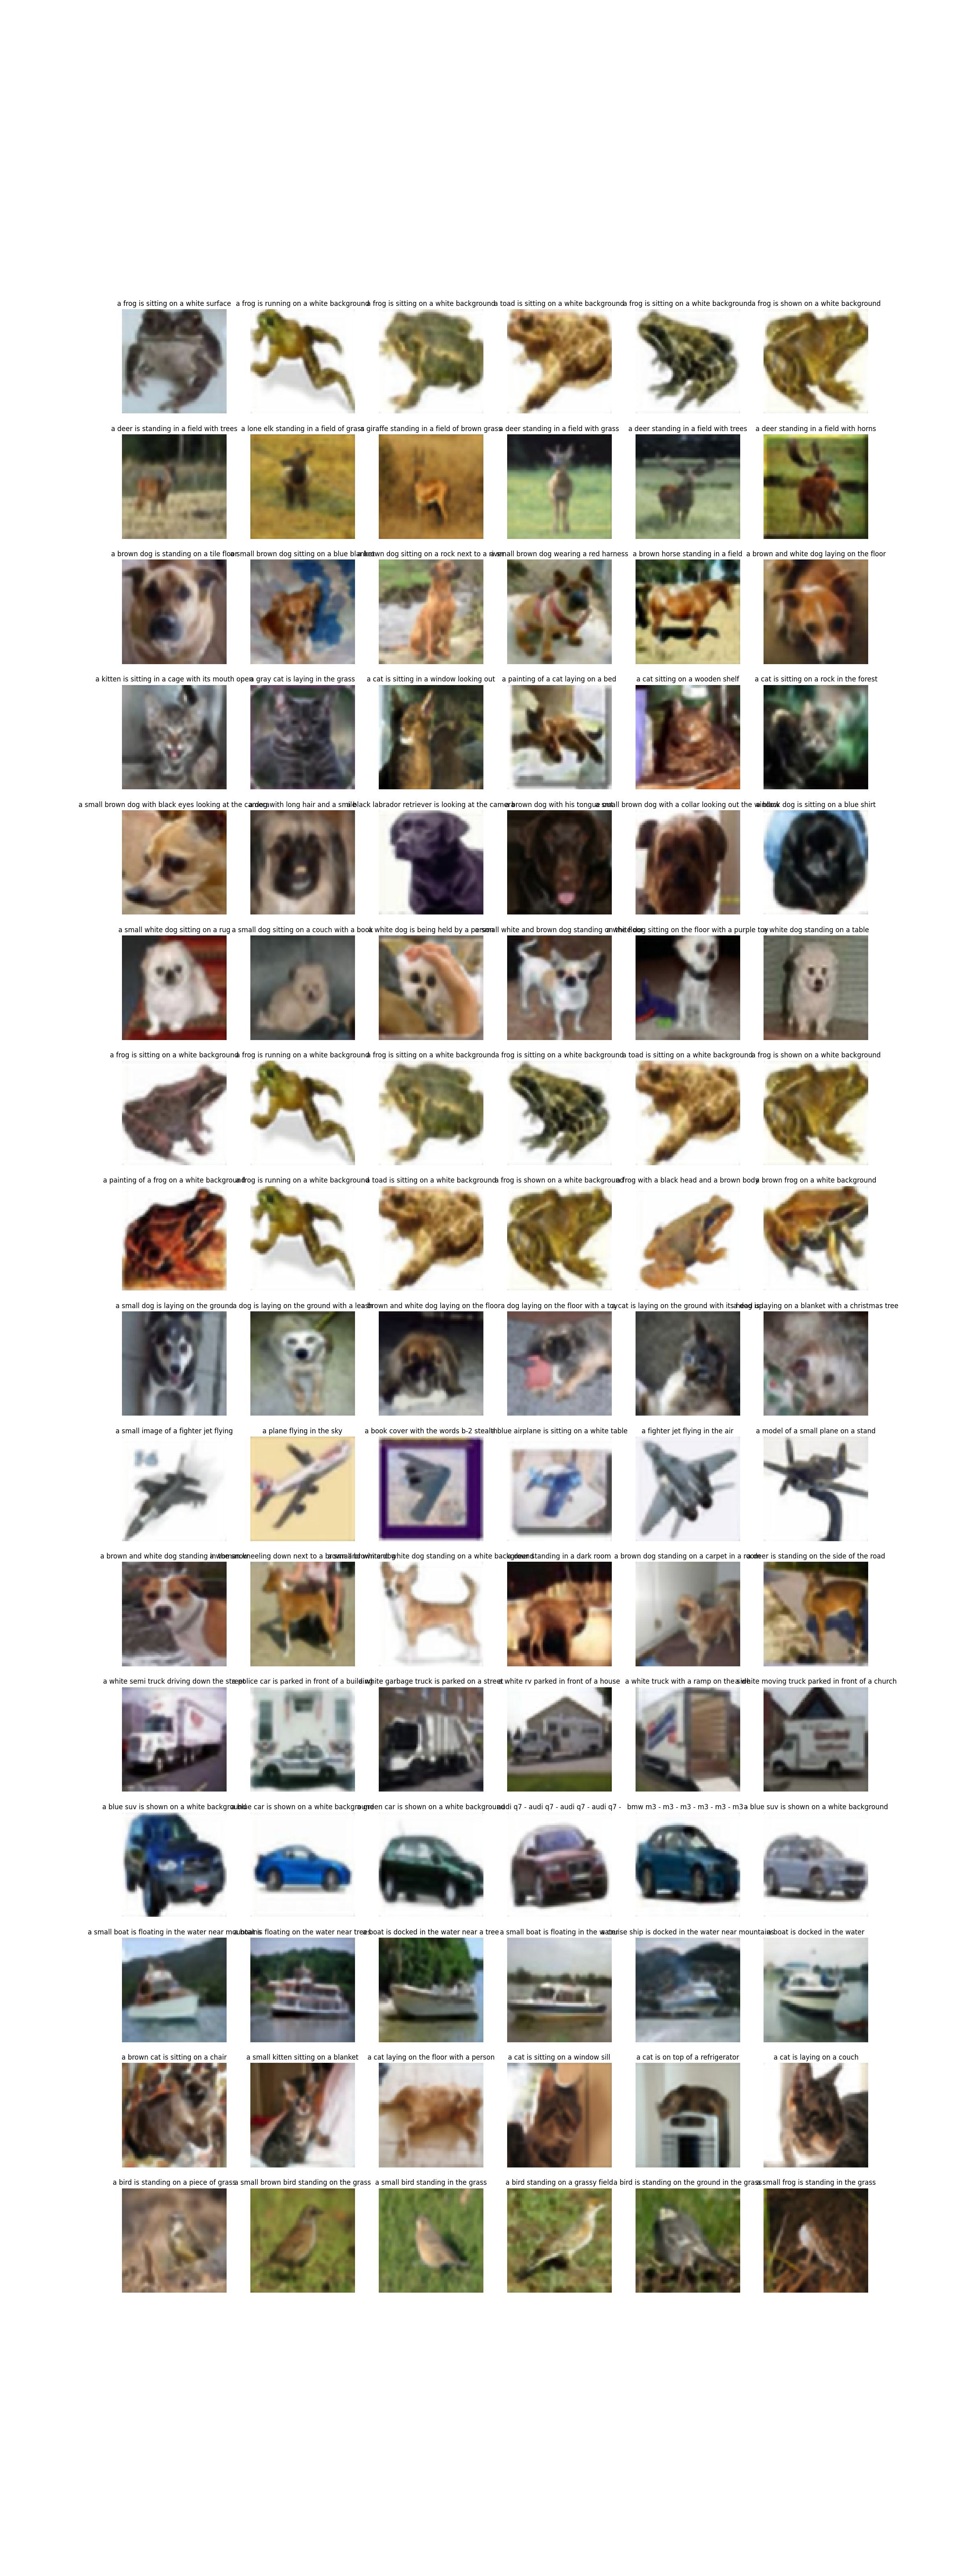 a frog is sitting on a white surface
a frog is running on a white background
a frog is sitting on a white background
a toad is sitting on a white background
a frog is sitting on a white background
a frog is shown on a white background
a deer is standing in a field with trees
a lone elk standing in a field of grass
a giraffe standing in a field of brown grass
a deer standing in a field with grass
a deer standing in a field with trees
a deer standing in a field with horns
a brown dog is standing on a tile floor
a small brown dog sitting on a blue blanket
a brown dog sitting on a rock next to a river
a small brown dog wearing a red harness
a brown horse standing in a field
a brown and white dog laying on the floor
a kitten is sitting in a cage with its mouth open
a gray cat is laying in the grass
a cat is sitting in a window looking out
a painting of a cat laying on a bed
a cat sitting on a wooden shelf
a cat is sitting on a rock in the forest
a small brown dog with black eyes looking at the camera
a dog with long hair and a smile
a black labrador retriever is looking at the camera
a brown dog with his tongue out
a small brown dog with a collar looking out the window
a black dog is sitting on a blue shirt
a small white dog sitting on a rug
a small dog sitting on a couch with a book
a white dog is being held by a person
a small white and brown dog standing on the floor
a white dog sitting on the floor with a purple toy
a white dog standing on a table
a frog is sitting on a white background
a frog is running on a white background
a frog is sitting on a white background
a frog is sitting on a white background
a toad is sitting on a white background
a frog is shown on a white background
a painting of a frog on a white background
a frog is running on a white background
a toad is sitting on a white background
a frog is shown on a white background
a frog with a black head and a brown body
a brown frog on a white background
a small dog is laying on the ground
a dog is laying on the ground with a leash
a brown and white dog laying on the floor
a dog laying on the floor with a toy
a cat is laying on the ground with its head up
a dog is laying on a blanket with a christmas tree
a small image of a fighter jet flying
a plane flying in the sky
a book cover with the words b-2 stealth
a blue airplane is sitting on a white table
a fighter jet flying in the air
a model of a small plane on a stand
a brown and white dog standing in the snow
a woman kneeling down next to a brown and white dog
a small brown and white dog standing on a white background
a deer standing in a dark room
a brown dog standing on a carpet in a room
a deer is standing on the side of the road
a white semi truck driving down the street
a police car is parked in front of a building
a white garbage truck is parked on a street
a white rv parked in front of a house
a white truck with a ramp on the side
a white moving truck parked in front of a church
a blue suv is shown on a white background
a blue car is shown on a white background
a green car is shown on a white background
audi q7 - audi q7 - audi q7 - audi q7 -
bmw m3 - m3 - m3 - m3 - m3 - m3 -
a blue suv is shown on a white background
a small boat is floating in the water near mountains
a boat is floating on the water near trees
a boat is docked in the water near a tree
a small boat is floating in the water
a cruise ship is docked in the water near mountains
a boat is docked in the water
a brown cat is sitting on a chair
a small kitten sitting on a blanket
a cat laying on the floor with a person
a cat is sitting on a window sill
a cat is on top of a refrigerator
a cat is laying on a couch
a bird is standing on a piece of grass
a small brown bird standing on the grass
a small bird standing in the grass
a bird standing on a grassy field
a bird is standing on the ground in the grass
a small frog is standing in the grass